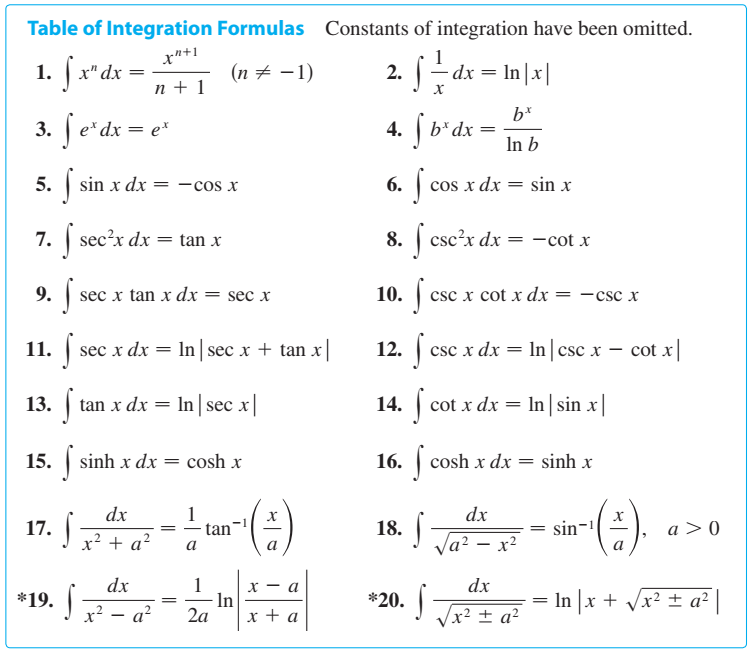 Table of Integration Formulas Constants of integration have been omitted.
1. ∫ xⁿ dx = xⁿ⁺¹/(n + 1) (n ≠ −1) 2. ∫ 1/x dx = ln|x|
3. ∫ eˣ dx = eˣ 4. ∫ bˣ dx = bˣ/ln b
5. ∫ sin x dx = −cos x 6. ∫ cos x dx = sin x
7. ∫ sec²x dx = tan x 8. ∫ csc²x dx = −cot x
9. ∫ sec x tan x dx = sec x 10. ∫ csc x cot x dx = −csc x
11. ∫ sec x dx = ln|sec x + tan x| 12. ∫ csc x dx = ln|csc x − cot x|
13. ∫ tan x dx = ln|sec x| 14. ∫ cot x dx = ln|sin x|
15. ∫ sinh x dx = cosh x 16. ∫ cosh x dx = sinh x
17. ∫ dx/(x² + a²) = 1/a tan⁻¹(x/a) 18. ∫ dx/√(a² − x²) = sin⁻¹(x/a), a > 0
*19. ∫ dx/(x² − a²) = 1/2a ln|(x − a)/(x + a)| *20. ∫ dx/√(x² ± a²) = ln|x + √(x² ± a²)|